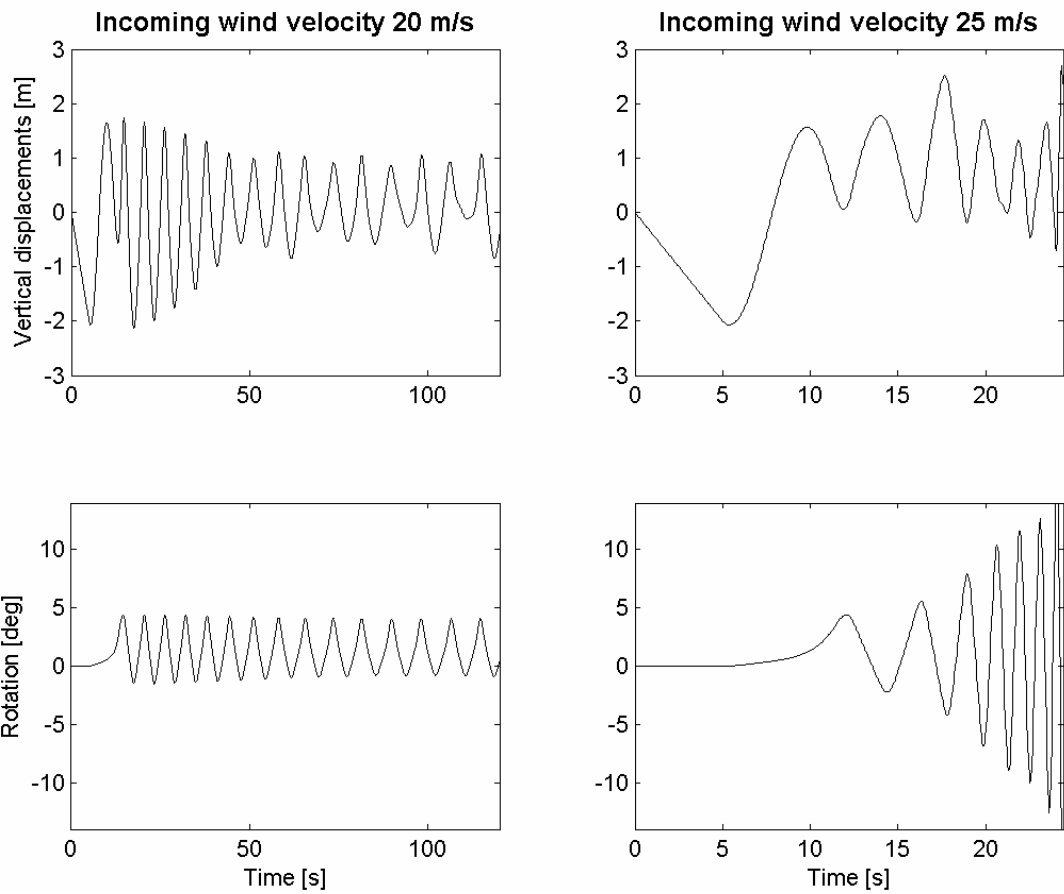 Incoming wind velocity 20 m/s
Incoming wind velocity 25 m/s
Vertical displacements [m]
3
2
1
0
-1
-2
-3
0 50 100
3
2
1
0
-1
-2
-3
0 5 10 15 20
Rotation [deg]
10
5
0
-5
-10
0 50 100
Time [s]
10
5
0
-5
-10
0 5 10 15 20
Time [s]